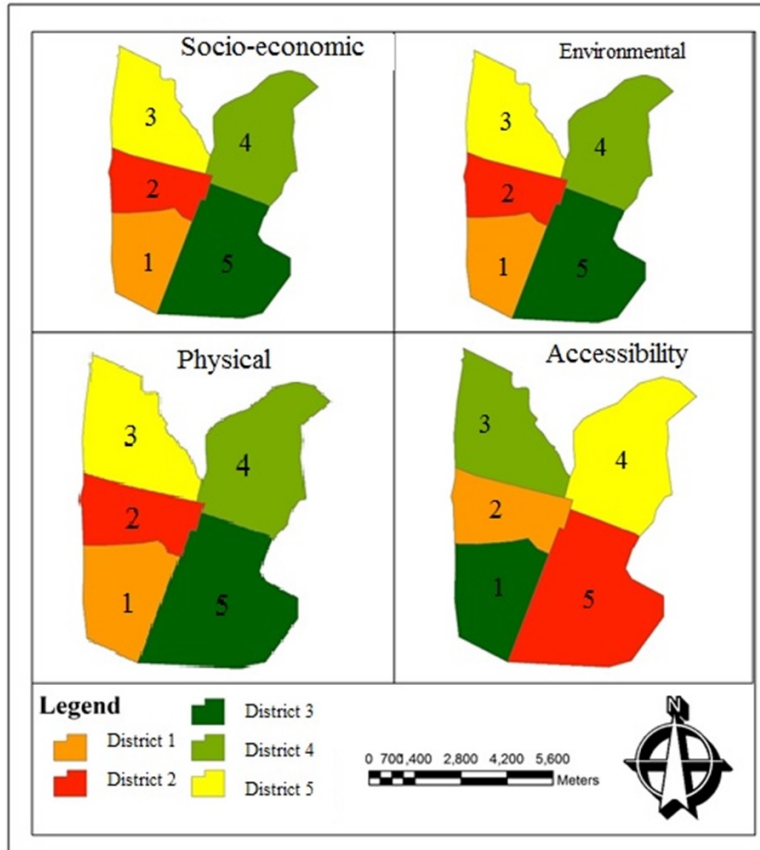 Socio-economic
3
4
2
1
5
Environmental
3
4
2
1
5
Physical
3
4
2
1
5
Accessibility
3
4
2
1
5
Legend
District 1
District 2
District 3
District 4
District 5
0 700 1,400 2,800 4,200 5,600
Meters
N